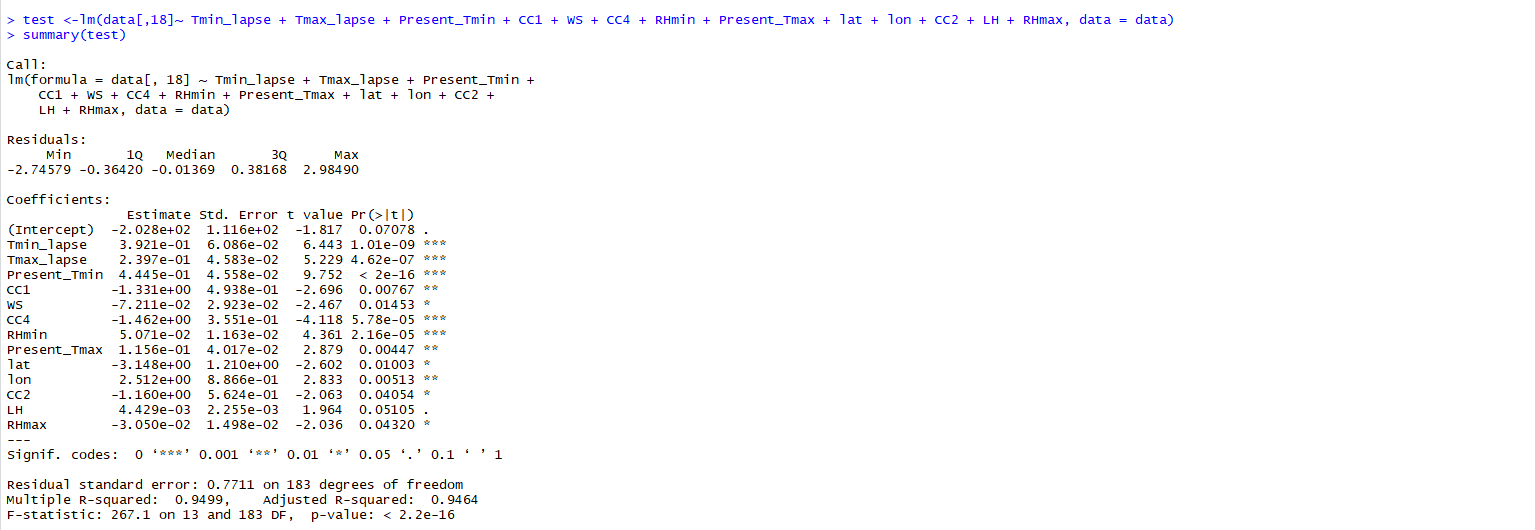 > test <-lm(data[,18]~ Tmin_lapse + Tmax_lapse + Present_Tmin + CC1 + WS + CC4 + RHmin + Present_Tmax + lat + lon + CC2 + LH + RHmax, data = data)
> summary(test)
Call:
lm(formula = data[, 18] ~ Tmin_lapse + Tmax_lapse + Present_Tmin +
    CC1 + WS + CC4 + RHmin + Present_Tmax + lat + lon + CC2 +
    LH + RHmax, data = data)
Residuals:
     Min       1Q   Median       3Q      Max
-2.74579 -0.36420 -0.01369  0.38168  2.98490
Coefficients:
               Estimate Std. Error t value Pr(>|t|)
(Intercept)  -2.028e+02  1.116e+02  -1.817  0.07078 .
Tmin_lapse    3.921e-01  6.086e-02   6.443 1.01e-09 ***
Tmax_lapse    2.397e-01  4.583e-02   5.229 4.62e-07 ***
Present_Tmin  4.445e-01  4.558e-02   9.752  < 2e-16 ***
CC1          -1.331e+00  4.938e-01  -2.696  0.00767 **
WS           -7.211e-02  2.923e-02  -2.467  0.01453 *
CC4          -1.462e+00  3.551e-01  -4.118 5.78e-05 ***
RHmin         5.071e-02  1.163e-02   4.361 2.16e-05 ***
Present_Tmax  1.156e-01  4.017e-02   2.879  0.00447 **
lat          -3.148e+00  1.210e+00  -2.602  0.01003 *
lon           2.512e+00  8.866e-01   2.833  0.00513 **
CC2          -1.160e+00  5.624e-01  -2.063  0.04054 *
LH            4.429e-03  2.255e-03   1.964  0.05105 .
RHmax        -3.050e-02  1.498e-02  -2.036  0.04320 *
---
Signif. codes:  0 ‘***’ 0.001 ‘**’ 0.01 ‘*’ 0.05 ‘.’ 0.1 ‘ ’ 1
Residual standard error: 0.7711 on 183 degrees of freedom
Multiple R-squared:  0.9499,    Adjusted R-squared:  0.9464
F-statistic: 267.1 on 13 and 183 DF,  p-value: < 2.2e-16